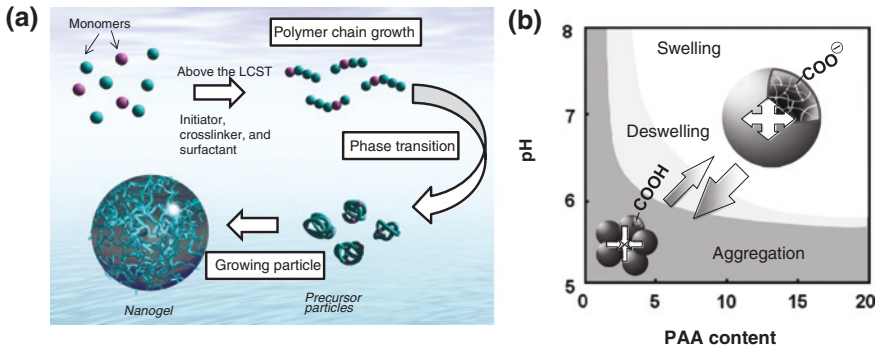 (a)
Monomers
Above the LCST
Initiator,
crosslinker, and
surfactant
Polymer chain growth
Phase transition
Growing particle
Nanogel
Precursor
particles
(b)
pH
8
7
6
5
Swelling
COO⊖
Deswelling
COOH
Aggregation
0 5 10 15 20
PAA content